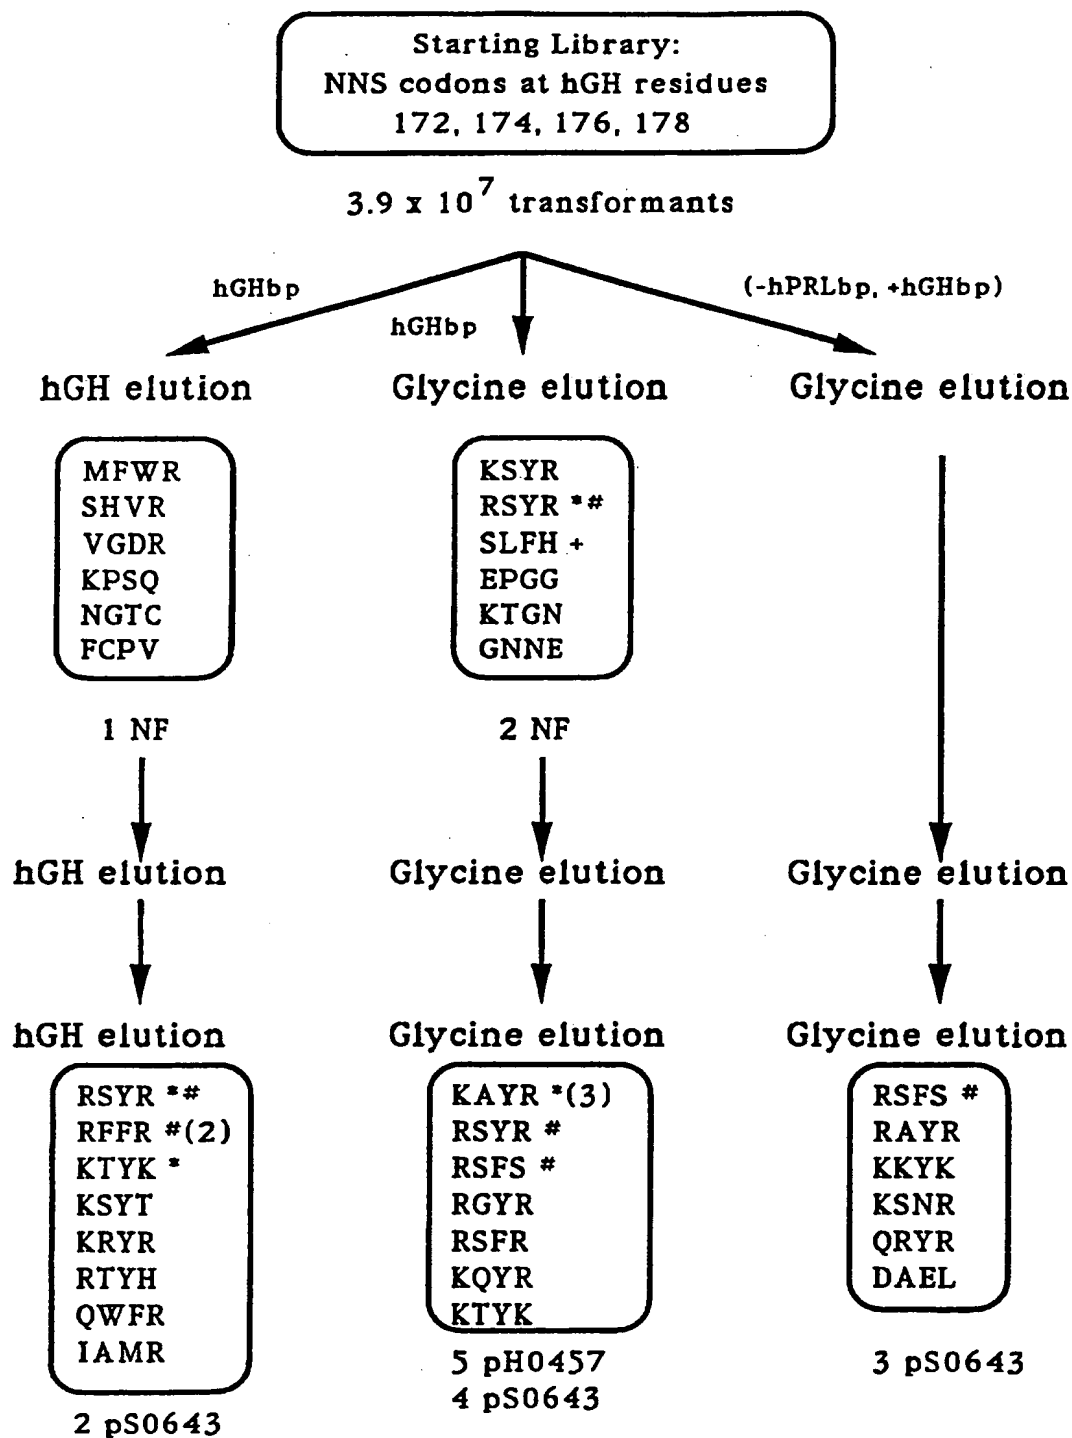 Starting Library:
NNS codons at hGH residues
172, 174, 176, 178
3.9 x 10^7 transformants
hGHbp
hGHbp
(-hPRLbp, +hGHbp)
hGH elution
Glycine elution
Glycine elution
MFWR
SHVR
VGDR
KPSQ
NGTC
FCPV
1 NF
KSYR
RSYR *#
SLFH +
EPGG
KTGN
GNNE
2 NF
hGH elution
Glycine elution
Glycine elution
hGH elution
Glycine elution
Glycine elution
RSYR *#
RFFR #(2)
KTYK *
KSYT
KRYR
RTYH
QWFR
IAMR
2 pS0643
KAYR *(3)
RSYR #
RSFS #
RGYR
RSFR
KQYR
KTYK
5 pH0457
4 pS0643
RSFS #
RAYR
KKYK
KSNR
QRYR
DAEL
3 pS0643